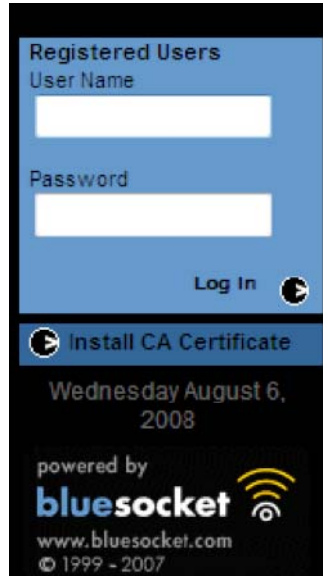 Registered Users
User Name
Password
Log In
Install CA Certificate
Wednesday August 6,
2008
powered by
bluesocket
www.bluesocket.com
© 1999 - 2007